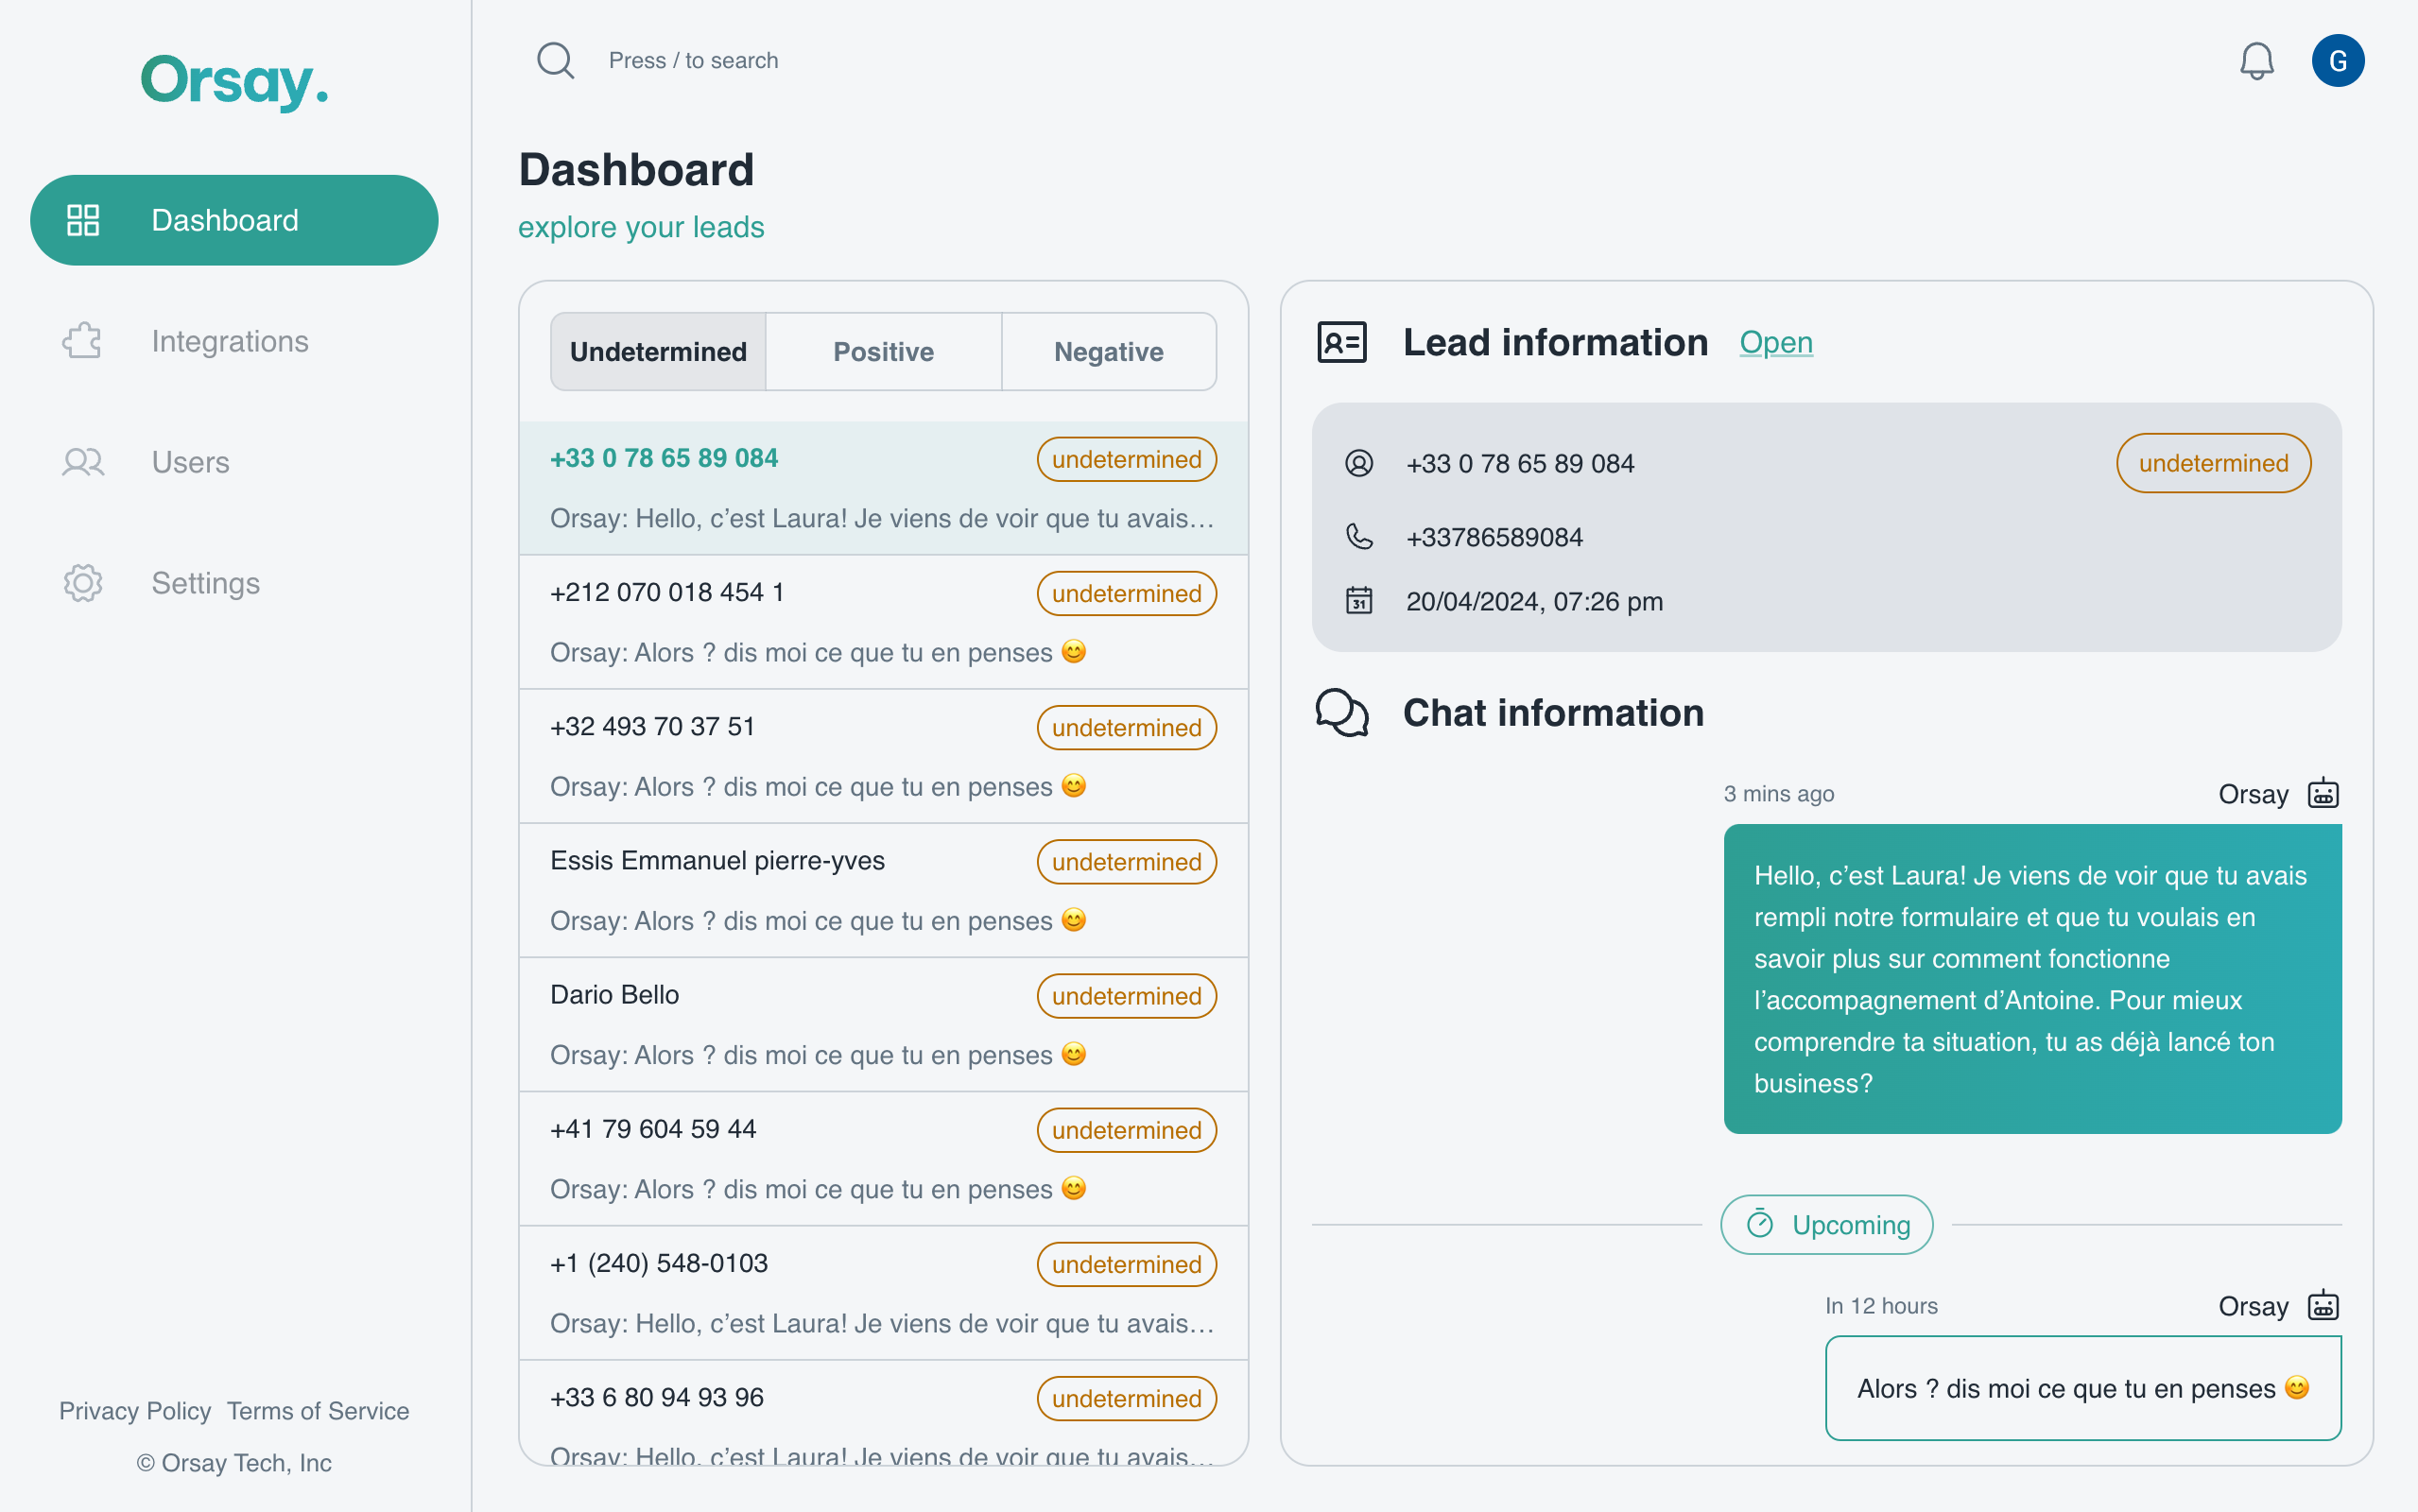 Orsay.
Dashboard
Integrations
Users
Settings
Privacy Policy Terms of Service
© Orsay Tech, Inc
Press / to search
G
Dashboard
explore your leads
Undetermined Positive Negative
+33 0 78 65 89 084 undetermined
Orsay: Hello, c’est Laura! Je viens de voir que tu avais…
+212 070 018 454 1 undetermined
Orsay: Alors ? dis moi ce que tu en penses 😊
+32 493 70 37 51 undetermined
Orsay: Alors ? dis moi ce que tu en penses 😊
Essis Emmanuel pierre-yves undetermined
Orsay: Alors ? dis moi ce que tu en penses 😊
Dario Bello undetermined
Orsay: Alors ? dis moi ce que tu en penses 😊
+41 79 604 59 44 undetermined
Orsay: Alors ? dis moi ce que tu en penses 😊
+1 (240) 548-0103 undetermined
Orsay: Hello, c’est Laura! Je viens de voir que tu avais…
+33 6 80 94 93 96 undetermined
Orsay: Hello, c’est Laura! Je viens de voir que tu avais…
Lead information Open
+33 0 78 65 89 084 undetermined
+33786589084
31 20/04/2024, 07:26 pm
Chat information
3 mins ago Orsay
Hello, c’est Laura! Je viens de voir que tu avais
rempli notre formulaire et que tu voulais en
savoir plus sur comment fonctionne
l’accompagnement d’Antoine. Pour mieux
comprendre ta situation, tu as déjà lancé ton
business?
Upcoming
In 12 hours Orsay
Alors ? dis moi ce que tu en penses 😊